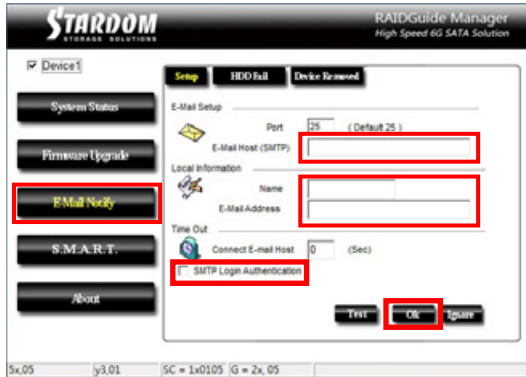 STARDOM
STORAGE SOLUTIONS
RAIDGuide Manager
High Speed 6G SATA Solution
Device1
System Status
Firmware Upgrade
E-Mail Notify
S.M.A.R.T.
About
Setup HDD Fail Device Removed
E-Mail Setup
Port 25 ( Default 25 )
E-Mail Host (SMTP)
Local Information
Name
E-Mail Address
Time Out
Connect E-mail Host 0 (Sec)
SMTP Login Authentication
Test Ok Ignore
5x,05 y3,01 SC = 1x0105 G = 2x, 05